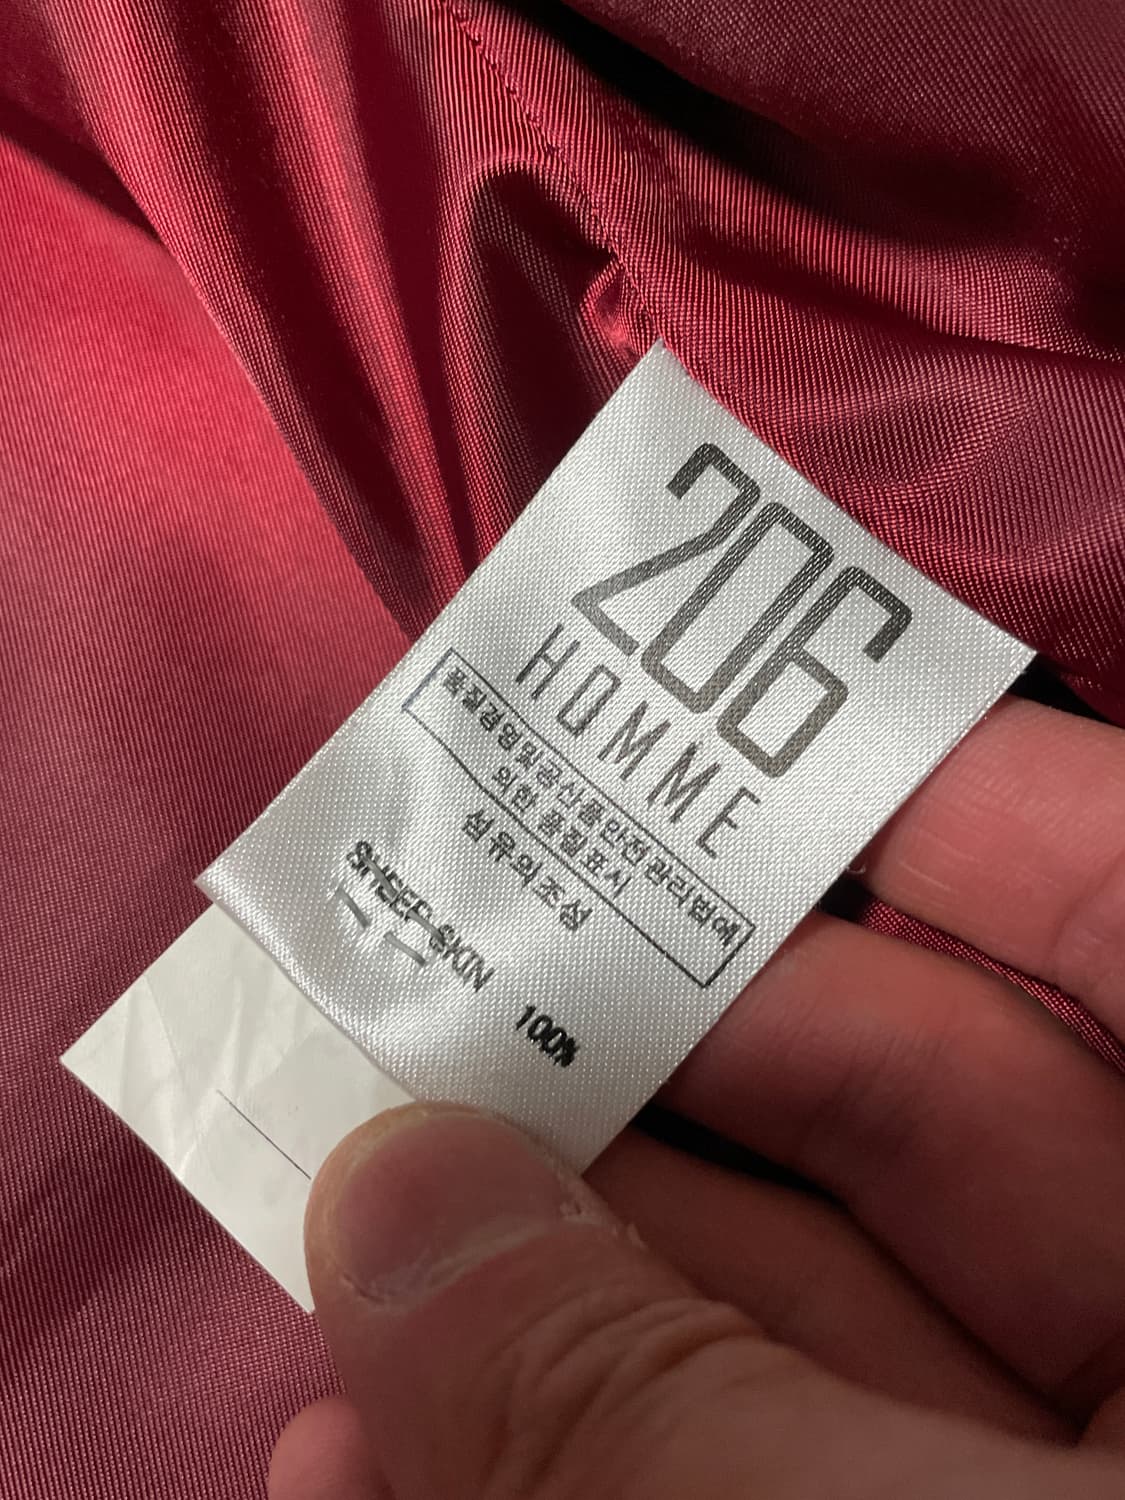 206
HOMME
품질경영및공산품안전관리법에
의한 품질표시
섬유의조성
SHEEP SKIN 100%